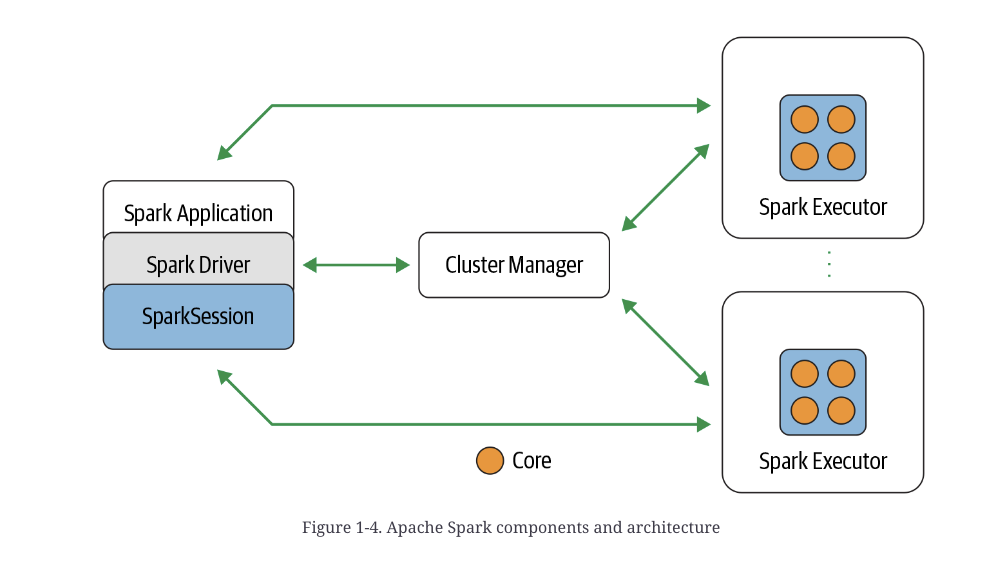 Spark Application
Spark Driver
SparkSession
Cluster Manager
Spark Executor
Spark Executor
Core
Figure 1-4. Apache Spark components and architecture